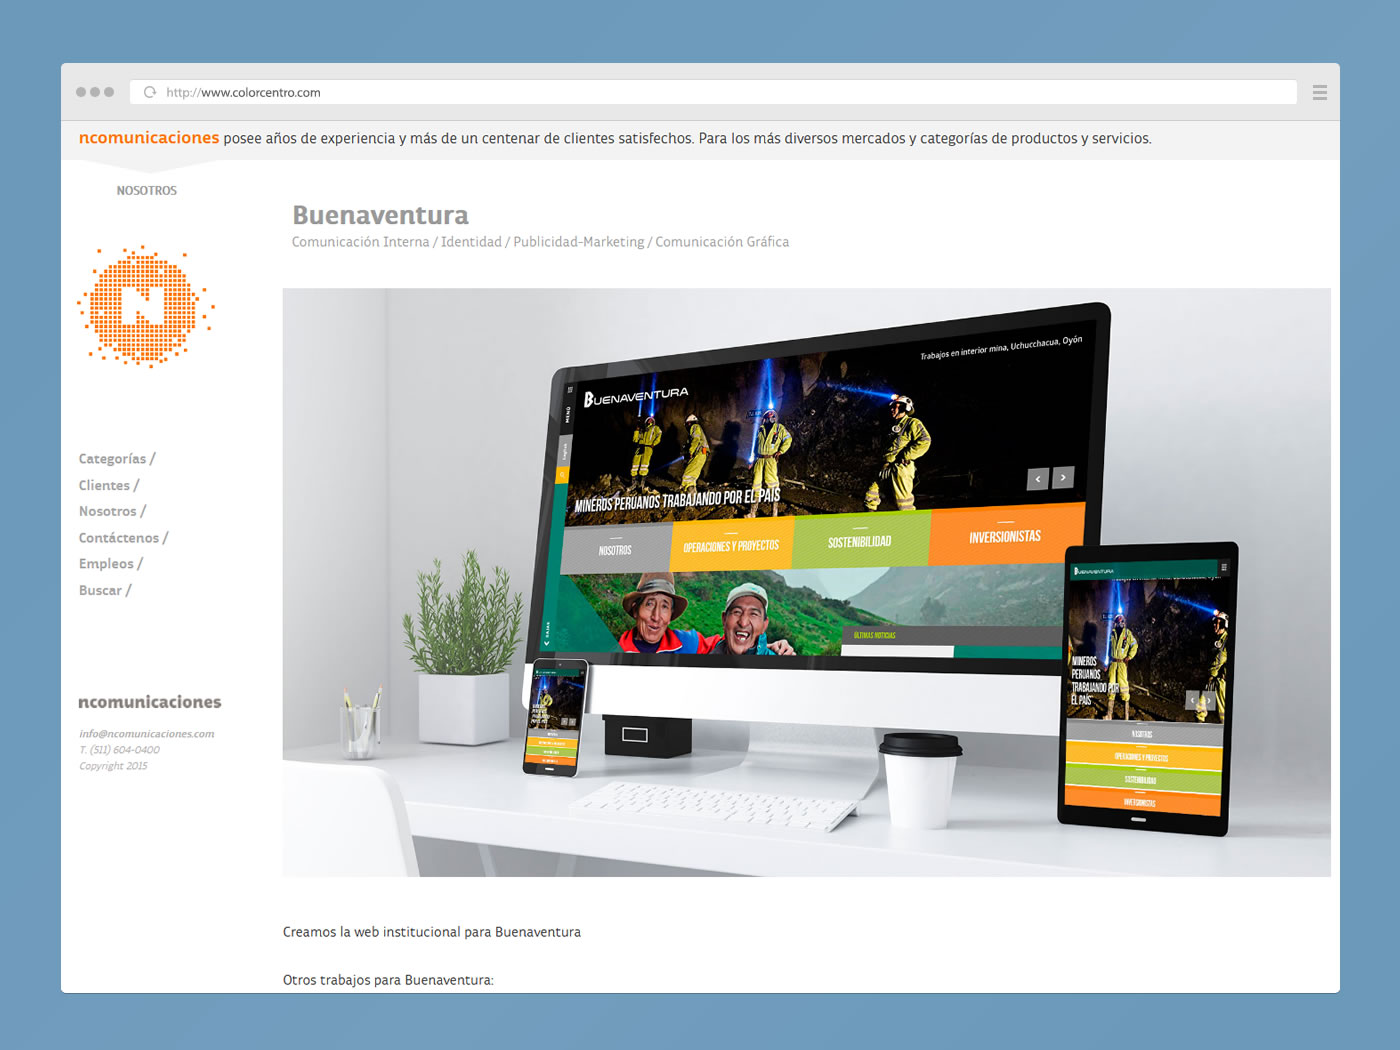 http://www.colorcentro.com
ncomunicaciones posee años de experiencia y más de un centenar de clientes satisfechos. Para los más diversos mercados y categorías de productos y servicios.
NOSOTROS
N
Categorías /
Clientes /
Nosotros /
Contáctenos /
Empleos /
Buscar /
ncomunicaciones
info@ncomunicaciones.com
T. (511) 604-0400
Copyright 2015
Buenaventura
Comunicación Interna / Identidad / Publicidad-Marketing / Comunicación Gráfica
Trabajos en interior mina, Uchucchacua, Oyón
MENÚ
BUENAVENTURA
MINEROS PERUANOS TRABAJANDO POR EL PAÍS
NOSOTROS
OPERACIONES Y PROYECTOS
SOSTENIBILIDAD
INVERSIONISTAS
ÚLTIMAS NOTICIAS
BUENAVENTURA
MINEROS
PERUANOS
TRABAJANDO POR
EL PAÍS
NOSOTROS
OPERACIONES Y PROYECTOS
SOSTENIBILIDAD
INVERSIONISTAS
Creamos la web institucional para Buenaventura
Otros trabajos para Buenaventura: